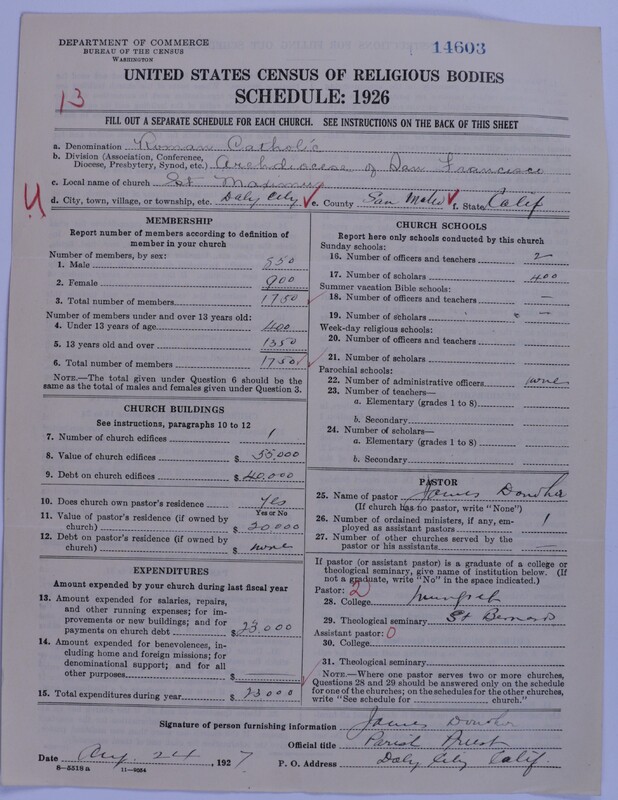 DEPARTMENT OF COMMERCE
BUREAU OF THE CENSUS
WASHINGTON
14603
UNITED STATES CENSUS OF RELIGIOUS BODIES
SCHEDULE: 1926
13
FILL OUT A SEPARATE SCHEDULE FOR EACH CHURCH. SEE INSTRUCTIONS ON THE BACK OF THIS SHEET
a. Denomination Roman Catholic
b. Division (Association, Conference,
Diocese, Presbytery, Synod, etc.) Archdiocese of San Francisco
c. Local name of church St
4
d. City, town, village, or township, etc. Daly City e. County San Mateo f. State Calif
MEMBERSHIP
Report number of members according to definition of
member in your church
Number of members, by sex:
1. Male 850
2. Female 900
3. Total number of members 1750
Number of members under and over 13 years old:
4. Under 13 years of age 400
5. 13 years old and over 1350
6. Total number of members 1750
NOTE.—The total given under Question 6 should be
same as the total of males and females given under Question 3.
CHURCH BUILDINGS
See instructions, paragraphs 10 to 12
7. Number of church edifices 1
8. Value of church edifices $ 55,000
9. Debt on church edifices $ 40,000
10. Does church own pastor's residence Yes
Yes or No
11. Value of pastor's residence (if owned by
church) $ 20,000
12. Debt on pastor's residence (if owned by
church) $ none
EXPENDITURES
Amount expended by your church during last fiscal year
13. Amount expended for salaries, repairs,
and other running expenses; for im-
provements or new buildings; and for
payments on church debt $ 23.000
14. Amount expended for benevolences, in-
cluding home and foreign missions; for
denominational support; and for all
other purposes $
15. Total expenditures during year $ 23000
CHURCH SCHOOLS
Report here only schools conducted by this church
Sunday schools:
16. Number of officers and teachers 2
17. Number of scholars 400
Summer vacation Bible schools:
18. Number of officers and teachers —
19. Number of scholars —
Week-day religious schools:
20. Number of officers and teachers
21. Number of scholars
Parochial schools:
22. Number of administrative officers none
23. Number of teachers—
a. Elementary (grades 1 to 8)
b. Secondary
24. Number of scholars—
a. Elementary (grades 1 to 8)
b. Secondary
PASTOR
25. Name of pastor James
(If church has no pastor, write "None")
26. Number of ordained ministers, if any, em-
ployed as assistant pastors 1
27. Number of other churches served by the
pastor or his assistants —
If pastor (or assistant pastor) is a graduate of a college or
theological seminary, give name of institution below. (If
not a graduate, write "No" in the space indicated.)
Pastor: 2
28. College
29. Theological seminary St Bernards
Assistant pastor: 0
30. College
31. Theological seminary
NOTE.—Where one pastor serves two or more churches,
Questions 28 and 29 should be answered only on the schedule
for one of the churches; on the schedules for the other churches,
write "See schedule for church."
Signature of person furnishing information James
Official title Parish Priest
Date Aug 24, 1927 P. O. Address Daly City Calif.
8—5518a 11—9054